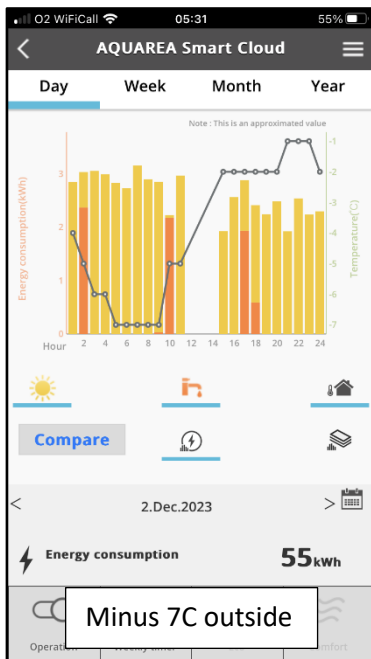 O2 WiFiCall 05:31 55%
AQUAREA Smart Cloud
Day Week Month Year
Note : This is an approximated value
Energy consumption(kWh)
3
2
1
0
Temperature(°C)
-1
-2
-3
-4
-5
-6
-7
Hour 2 4 6 8 10 12 14 16 18 20 22 24
Compare
< 2.Dec.2023 >
Energy consumption 55kWh
Minus 7C outside
Operation